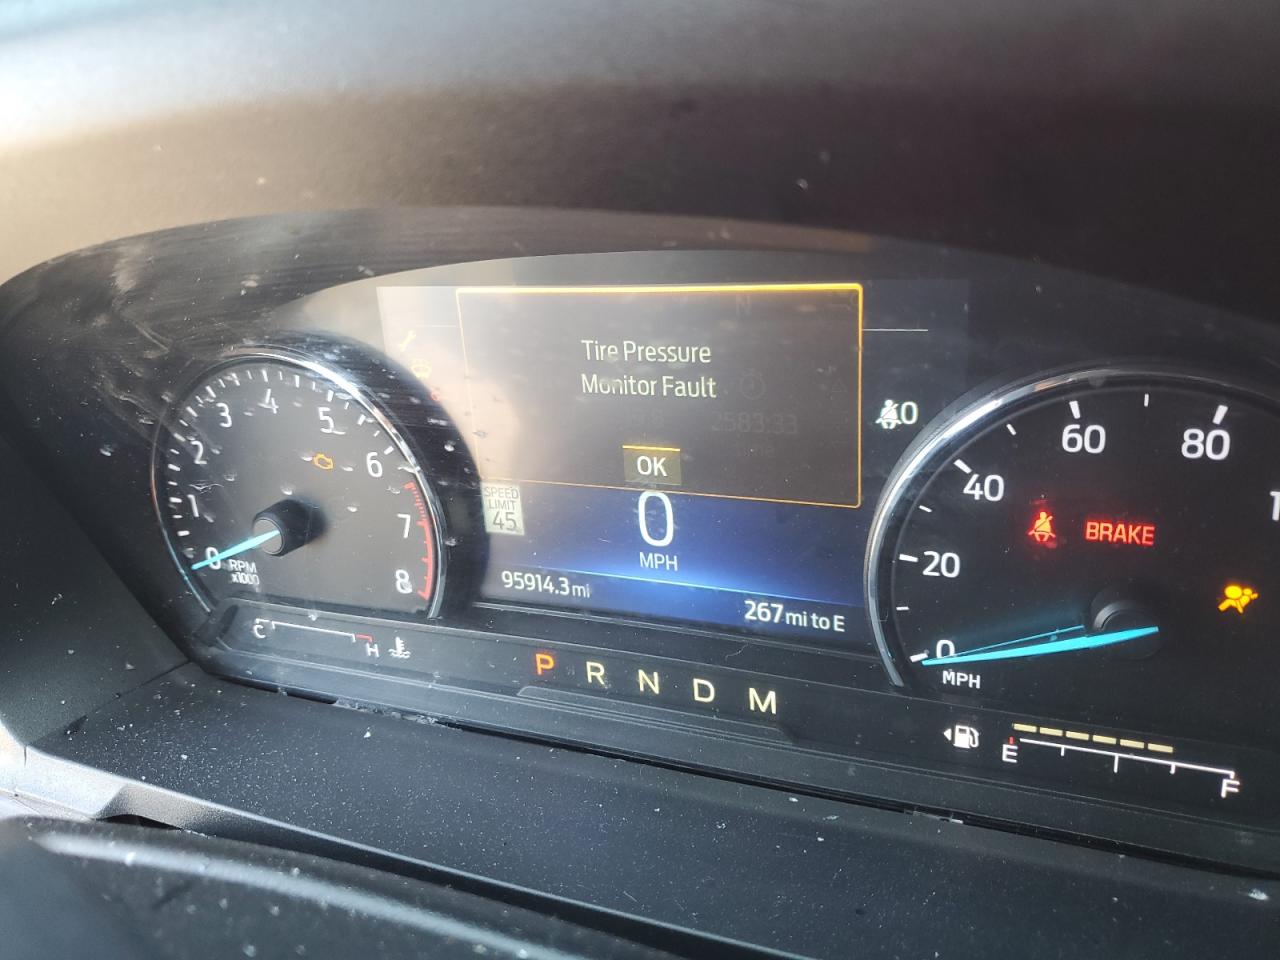 Tire Pressure
Monitor Fault
OK
0
SPEED
LIMIT
45
0
MPH
95914.3 mi
267 mi to E
0
1
2
3
4
5
6
7
8
RPM
x1000
C
H
P R N D M
0
20
40
60
80
MPH
BRAKE
E
F